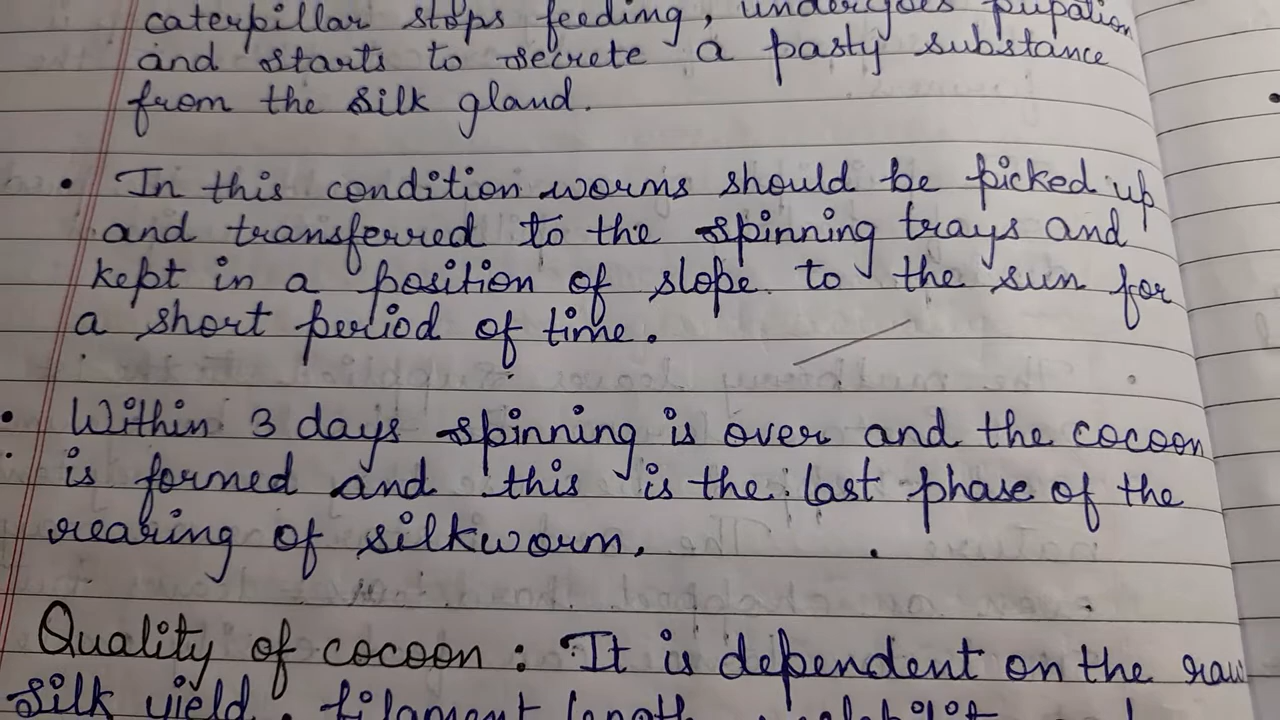 caterpillar stops feeding, undergoes pupation
and starts to secrete a pasty substance
from the silk gland.
• In this condition worms should be picked up
and transferred to the spinning trays and
kept in a position of slope to the sun for
a short period of time.
• Within 3 days spinning is over and the cocoon
is formed and this is the last phase of the
rearing of silkworm.
Quality of cocoon : It is dependent on the raw
silk yield, filament length,